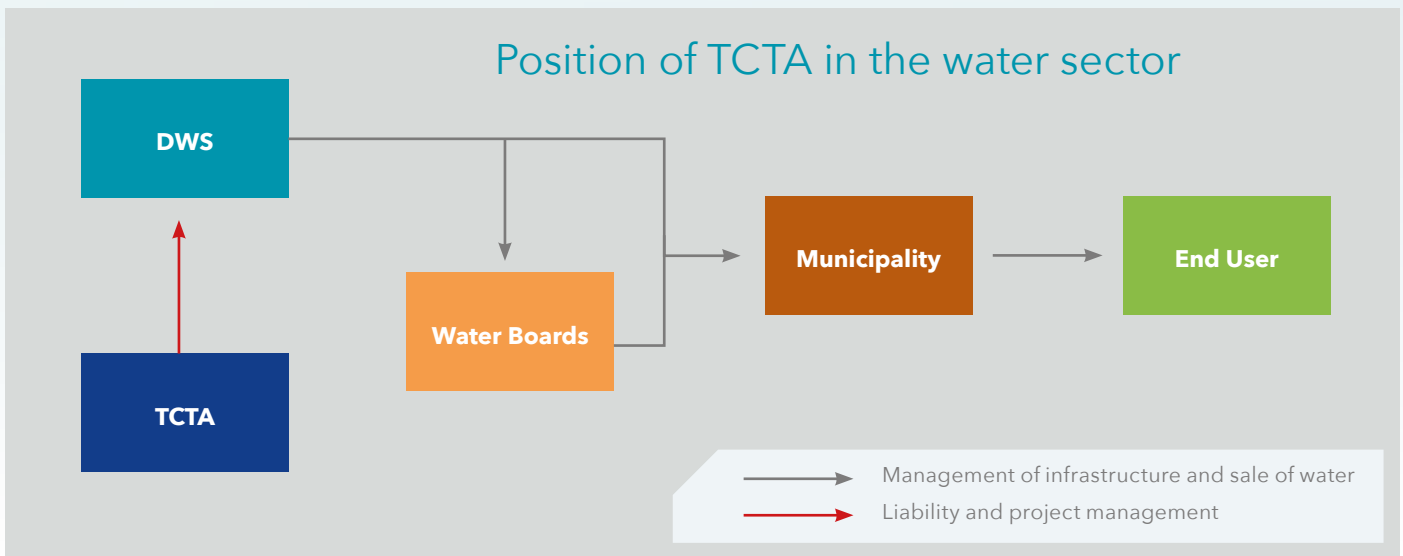 Position of TCTA in the water sector
DWS
Water Boards
Municipality
End User
TCTA
Management of infrastructure and sale of water
Liability and project management